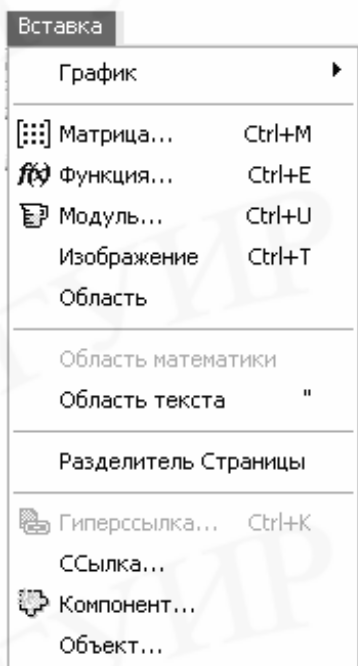 Вставка
График
Матрица... Ctrl+M
f(x) Функция... Ctrl+E
Модуль... Ctrl+U
Изображение Ctrl+T
Область
Область математики
Область текста "
Разделитель Страницы
Гиперссылка... Ctrl+K
ССылка...
Компонент...
Объект...